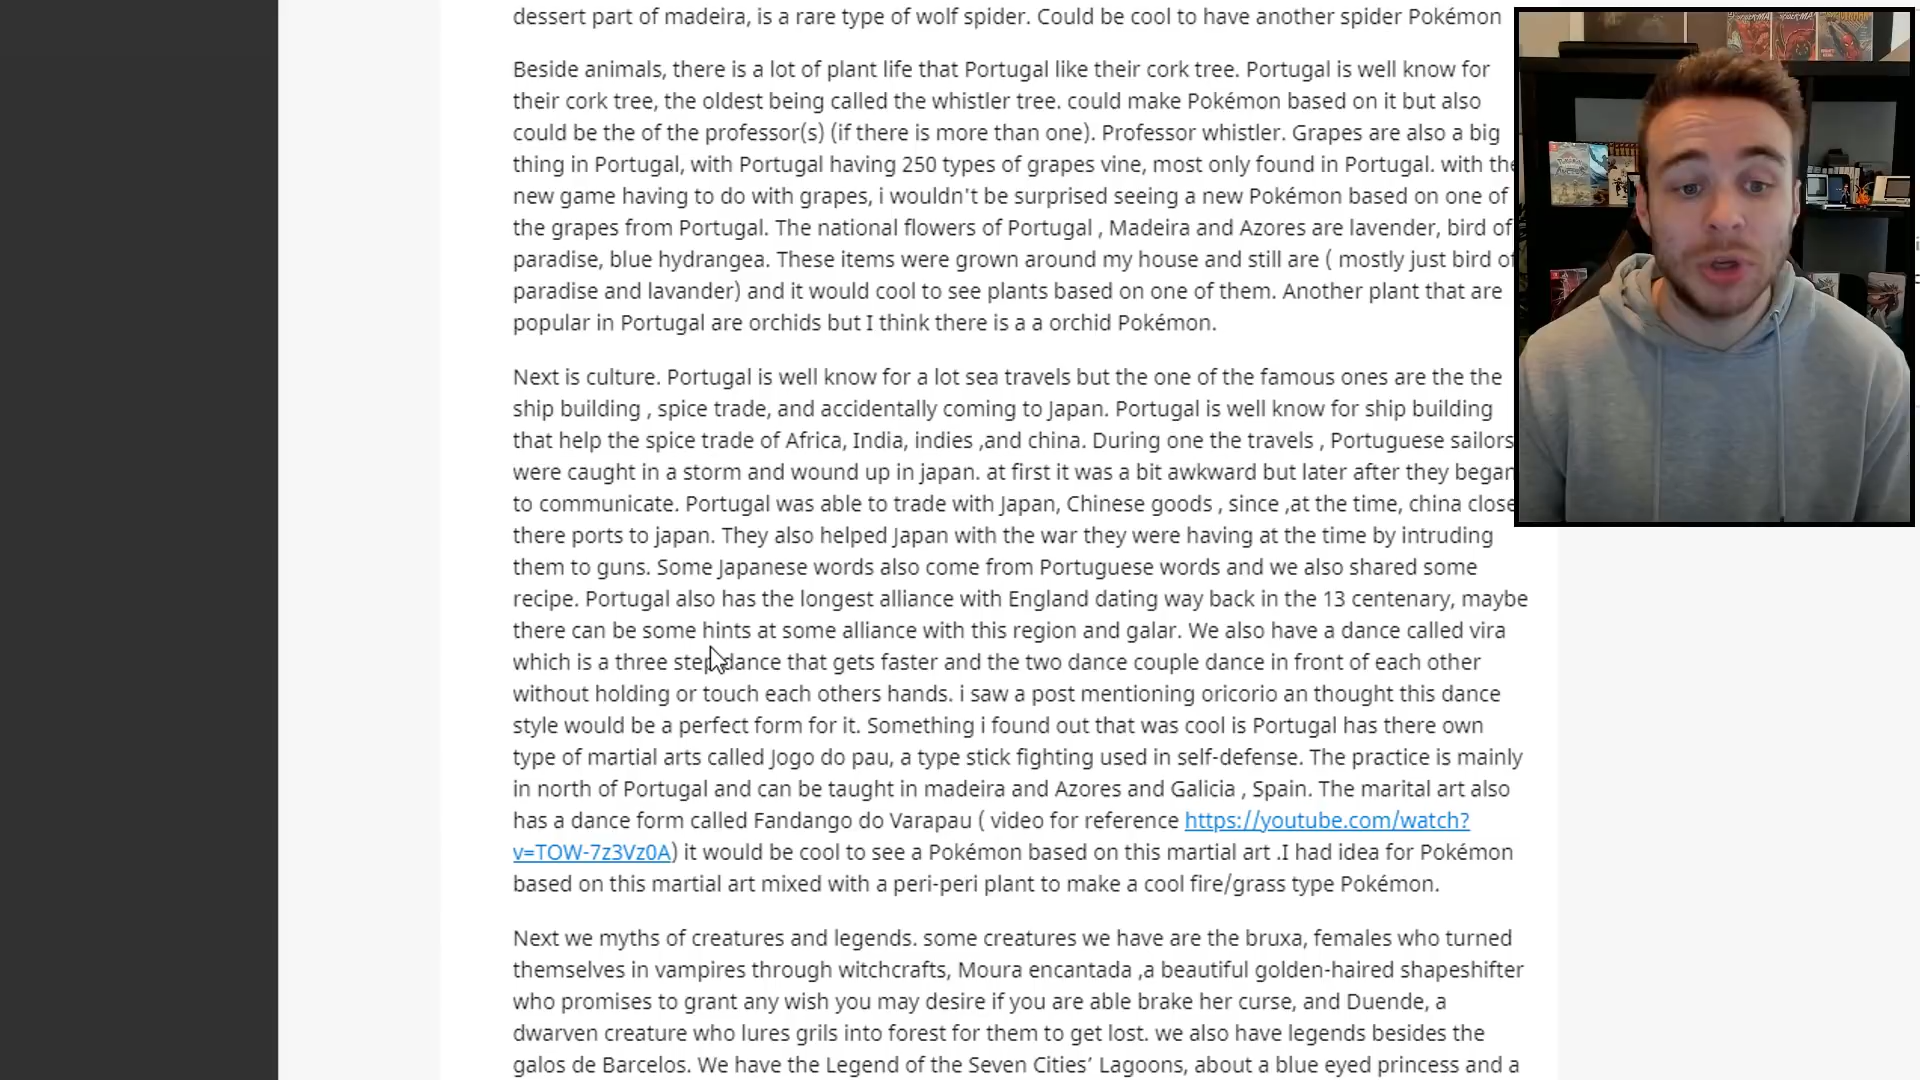 dessert part of madeira, is a rare type of wolf spider. Could be cool to have another spider Pokémon
Beside animals, there is a lot of plant life that Portugal like their cork tree. Portugal is well know for
their cork tree, the oldest being called the whistler tree. could make Pokémon based on it but also
could be the of the professor(s) (if there is more than one). Professor whistler. Grapes are also a big
thing in Portugal, with Portugal having 250 types of grapes vine, most only found in Portugal. with the
new game having to do with grapes, i wouldn't be surprised seeing a new Pokémon based on one of
the grapes from Portugal. The national flowers of Portugal , Madeira and Azores are lavender, bird of
paradise, blue hydrangea. These items were grown around my house and still are ( mostly just bird of
paradise and lavander) and it would cool to see plants based on one of them. Another plant that are
popular in Portugal are orchids but I think there is a a orchid Pokémon.
Next is culture. Portugal is well know for a lot sea travels but the one of the famous ones are the the
ship building , spice trade, and accidentally coming to Japan. Portugal is well know for ship building
that help the spice trade of Africa, India, indies ,and china. During one the travels , Portuguese sailors
were caught in a storm and wound up in japan. at first it was a bit awkward but later after they began
to communicate. Portugal was able to trade with Japan, Chinese goods , since ,at the time, china close
there ports to japan. They also helped Japan with the war they were having at the time by intruding
them to guns. Some Japanese words also come from Portuguese words and we also shared some
recipe. Portugal also has the longest alliance with England dating way back in the 13 centenary, maybe
there can be some hints at some alliance with this region and galar. We also have a dance called vira
which is a three step dance that gets faster and the two dance couple dance in front of each other
without holding or touch each others hands. i saw a post mentioning oricorio an thought this dance
style would be a perfect form for it. Something i found out that was cool is Portugal has there own
type of martial arts called Jogo do pau, a type stick fighting used in self-defense. The practice is mainly
in north of Portugal and can be taught in madeira and Azores and Galicia , Spain. The marital art also
has a dance form called Fandango do Varapau ( video for reference https://youtube.com/watch?
v=TOW-7z3Vz0A) it would be cool to see a Pokémon based on this martial art .I had idea for Pokémon
based on this martial art mixed with a peri-peri plant to make a cool fire/grass type Pokémon.
Next we myths of creatures and legends. some creatures we have are the bruxa, females who turned
themselves in vampires through witchcrafts, Moura encantada ,a beautiful golden-haired shapeshifter
who promises to grant any wish you may desire if you are able brake her curse, and Duende, a
dwarven creature who lures grils into forest for them to get lost. we also have legends besides the
galos de Barcelos. We have the Legend of the Seven Cities' Lagoons, about a blue eyed princess and a